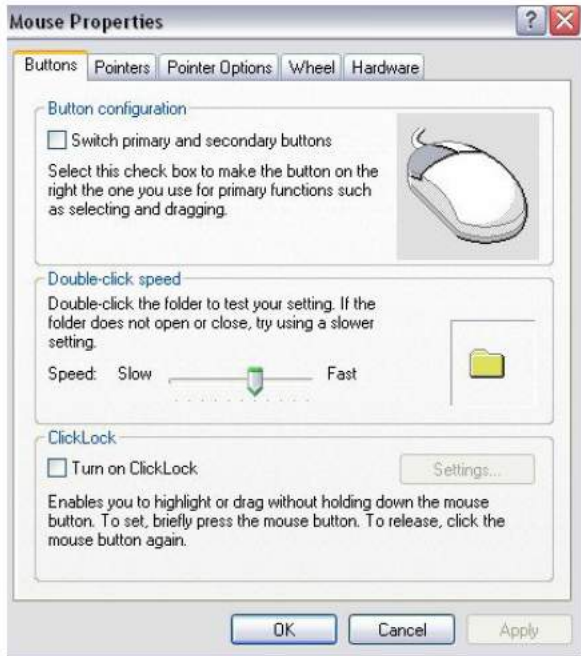 Mouse Properties
?
Buttons Pointers Pointer Options Wheel Hardware
Button configuration
Switch primary and secondary buttons
Select this check box to make the button on the
right the one you use for primary functions such
as selecting and dragging.
Double-click speed
Double-click the folder to test your setting. If the
folder does not open or close, try using a slower
setting.
Speed: Slow Fast
ClickLock
Turn on ClickLock Settings...
Enables you to highlight or drag without holding down the mouse
button. To set, briefly press the mouse button. To release, click the
mouse button again.
OK Cancel Apply